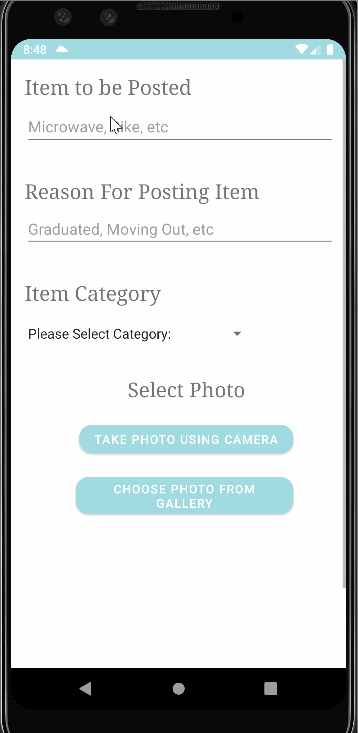 8:48
Item to be Posted
Microwave, ike, etc
Reason For Posting Item
Graduated, Moving Out, etc
Item Category
Please Select Category:
Select Photo
TAKE PHOTO USING CAMERA
CHOOSE PHOTO FROM
GALLERY